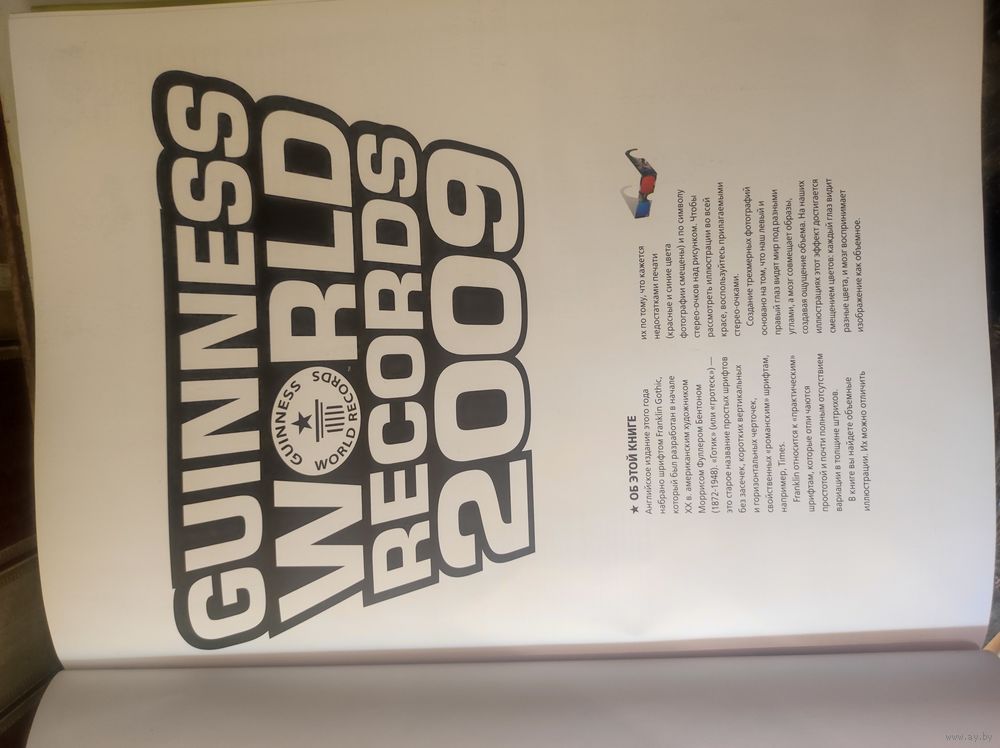 GUINNESS
WORLD
RECORDS
2009
GUINNESS
WORLD RECORDS
★ ОБ ЭТОЙ КНИГЕ
Английское издание этого года
набрано шрифтом Franklin Gothic,
который был разработан в начале
XX в. американским художником
Моррисом Фуллером Бентоном
(1872-1948). «Готик» (или «гротеск») —
это старое название простых шрифтов
без засечек, коротких вертикальных
и горизонтальных черточек,
свойственных «романским» шрифтам,
например, Times.
Franklin относится к «практическим»
шрифтам, которые отли чаются
простотой и почти полным отсутствием
вариации в толщине штрихов.
В книге вы найдете объемные
иллюстрации. Их можно отличить
их по тому, что кажется
недостатками печати
(красные и синие цвета
фотографии смещены) и по символу
стерео-очков над рисунком. Чтобы
рассмотреть иллюстрации во всей
красе, воспользуйтесь прилагаемыми
стерео-очками.
Создание трехмерных фотографий
основано на том, что наш левый и
правый глаз видят мир под разными
углами, а мозг совмещает образы,
создавая ощущение объема. На наших
иллюстрациях этот эффект достигается
смещением цветов: каждый глаз видит
разные цвета, и мозг воспринимает
изображение как объемное.
www.ay.by